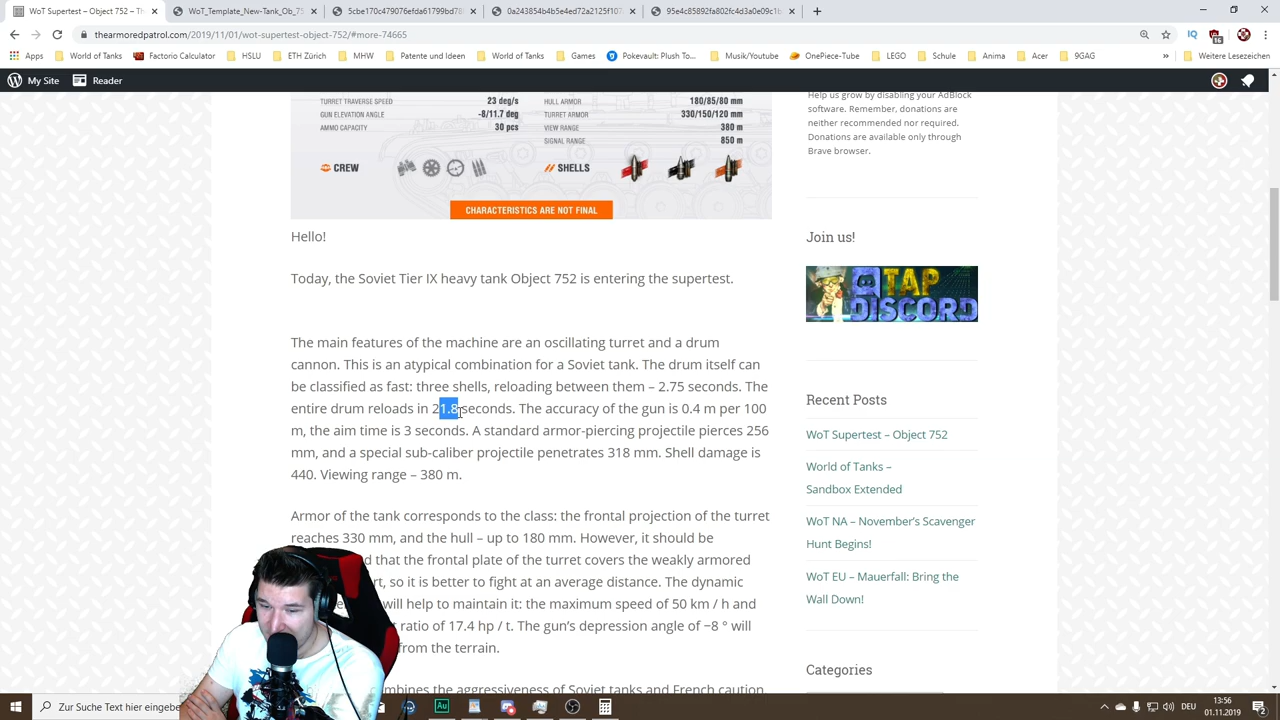 WoT Supertest – Object 752 – Th
WoT_Template_New-Tank_Ob_75
5cbe170c479076efda61799bd78
0a243854b4b5e4ed72a2125f107
95e4c85892fa802fc4d3a0e09c1b
thearmoredpatrol.com/2019/11/01/wot-supertest-object-752/#more-74665
Apps
World of Tanks
Factorio Calculator
HSLU
ETH Zürich
MHW
Patente und Ideen
World of Tanks
Games
Pokevault: Plush To...
Musik/Youtube
OnePiece-Tube
LEGO
Schule
Anima
Acer
9GAG
Weitere Lesezeichen
My Site
Reader
TURRET TRAVERSE SPEED 23 deg/s HULL ARMOR 180/85/80 mm
GUN ELEVATION ANGLE -8/11.7 deg TURRET ARMOR 330/150/120 mm
AMMO CAPACITY 30 pcs VIEW RANGE 380 m
SIGNAL RANGE 850 m
CREW
SHELLS
CHARACTERISTICS ARE NOT FINAL
Hello!
Today, the Soviet Tier IX heavy tank Object 752 is entering the supertest.
The main features of the machine are an oscillating turret and a drum
cannon. This is an atypical combination for a Soviet tank. The drum itself can
be classified as fast: three shells, reloading between them – 2.75 seconds. The
entire drum reloads in 21.8 seconds. The accuracy of the gun is 0.4 m per 100
m, the aim time is 3 seconds. A standard armor-piercing projectile pierces 256
mm, and a special sub-caliber projectile penetrates 318 mm. Shell damage is
440. Viewing range – 380 m.
Armor of the tank corresponds to the class: the frontal projection of the turret
reaches 330 mm, and the hull – up to 180 mm. However, it should be
d that the frontal plate of the turret covers the weakly armored
rt, so it is better to fight at an average distance. The dynamic
will help to maintain it: the maximum speed of 50 km / h and
ratio of 17.4 hp / t. The gun's depression angle of −8 ° will
from the terrain.
mbines the aggressiveness of Soviet tanks and French caution.
Help us grow by disabling your AdBlock
software. Remember, donations are
neither recommended nor required.
Donations are available only through
Brave browser.
Join us!
TAP
DISCORD
Recent Posts
WoT Supertest – Object 752
World of Tanks –
Sandbox Extended
WoT NA – November's Scavenger
Hunt Begins!
WoT EU – Mauerfall: Bring the
Wall Down!
Categories
Zur Suche Text hier eingebe
DEU
13:56
01.11.2019